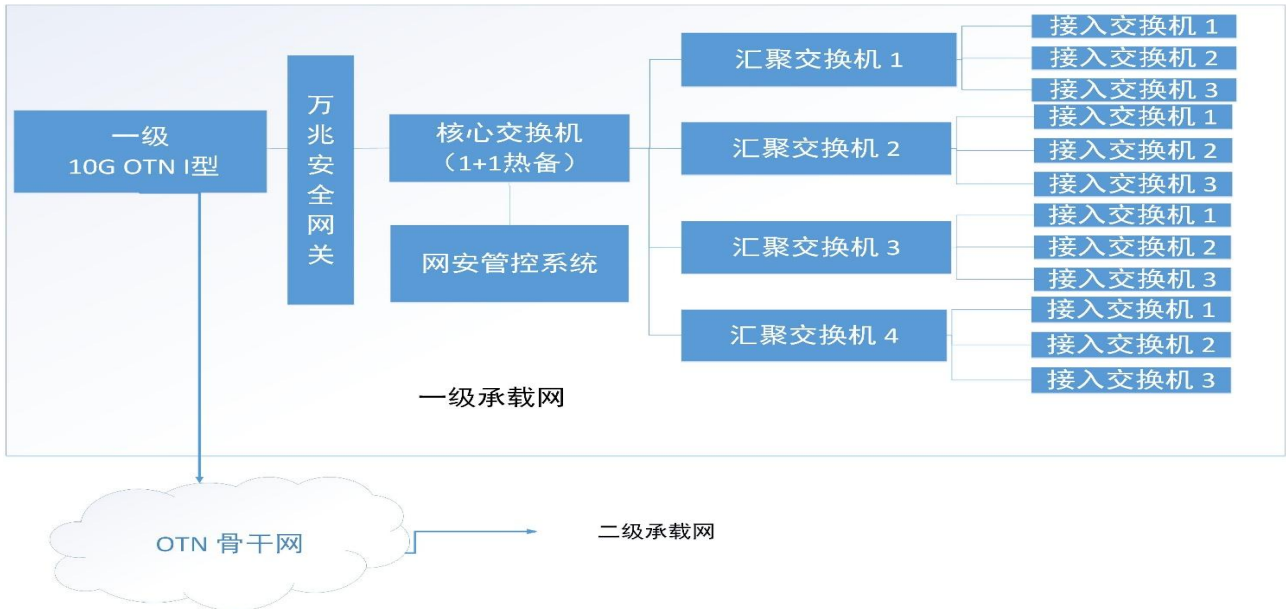 一级
10G OTN I型
万兆安全网关
核心交换机
（1+1热备）
网安管控系统
汇聚交换机 1
接入交换机 1
接入交换机 2
接入交换机 3
汇聚交换机 2
接入交换机 1
接入交换机 2
接入交换机 3
汇聚交换机 3
接入交换机 1
接入交换机 2
接入交换机 3
汇聚交换机 4
接入交换机 1
接入交换机 2
接入交换机 3
一级承载网
OTN 骨干网
二级承载网